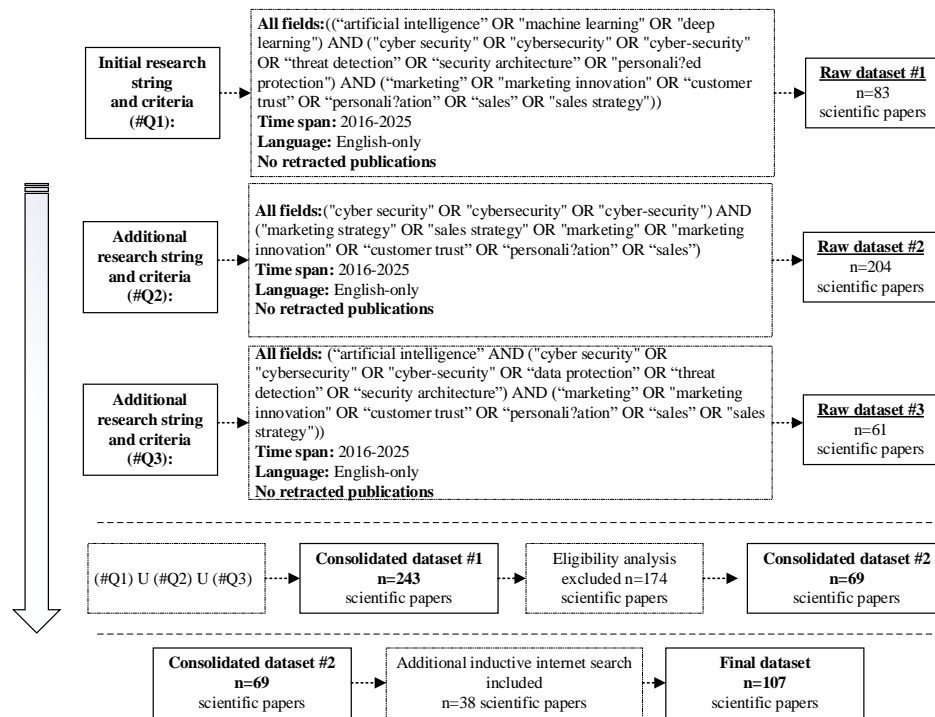 Initial research string and criteria (#Q1):
All fields:((“artificial intelligence” OR "machine learning" OR "deep
learning") AND ("cyber security" OR "cybersecurity" OR "cyber-security"
OR “threat detection” OR “security architecture” OR "personali?ed
protection") AND (“marketing” OR "marketing innovation" OR “customer
trust” OR “personali?ation” OR “sales” OR "sales strategy"))
Time span: 2016-2025
Language: English-only
No retracted publications
Raw dataset #1
n=83
scientific papers
Additional
research string
and criteria
(#Q2):
All fields:("cyber security" OR "cybersecurity" OR "cyber-security") AND
("marketing strategy" OR "sales strategy" OR "marketing" OR "marketing
innovation" OR “customer trust” OR “personali?ation” OR “sales”)
Time span: 2016-2025
Language: English-only
No retracted publications
Raw dataset #2
n=204
scientific papers
Additional
research string
and criteria
(#Q3):
All fields: (“artificial intelligence” AND ("cyber security" OR
"cybersecurity" OR "cyber-security" OR “data protection” OR “threat
detection” OR “security architecture”) AND (“marketing” OR "marketing
innovation" OR “customer trust” OR “personali?ation” OR “sales” OR "sales
strategy"))
Time span: 2016-2025
Language: English-only
No retracted publications
Raw dataset #3
n=61
scientific papers
(#Q1) U (#Q2) U (#Q3)
Consolidated dataset #1
n=243
scientific papers
Eligibility analysis
excluded n=174
scientific papers
Consolidated dataset #2
n=69
scientific papers
Consolidated dataset #2
n=69
scientific papers
Additional inductive internet search
included
n=38 scientific papers
Final dataset
n=107
scientific papers